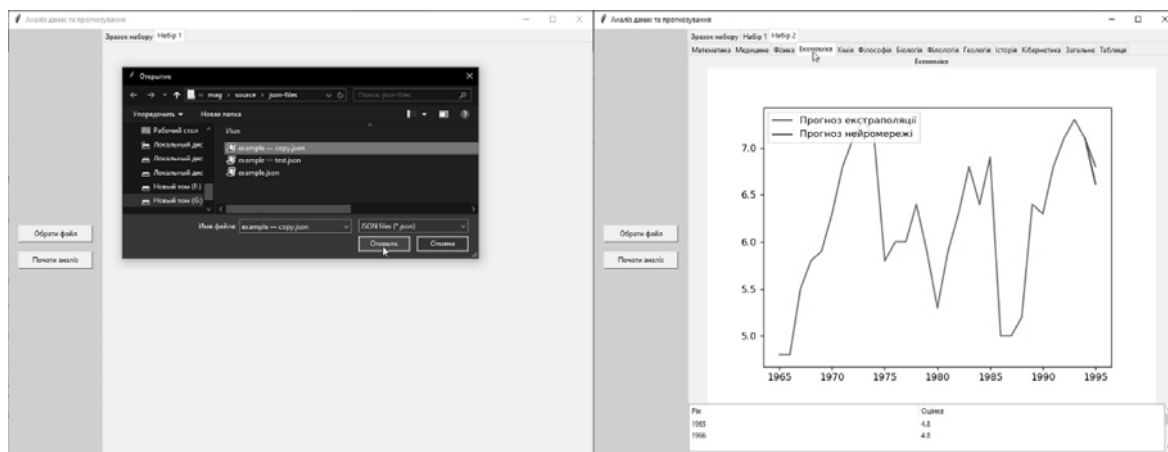 Аналіз даних та прогнозування
Зразок набору Набір 1
Открытие
mag source json-files
Поиск: json-files
Упорядочить Новая папка
Рабочий стол
Локальный дис
Локальный дис
Локальный дис
Новый том (F:)
Новый том (G:)
Имя
example — copy.json
example — test.json
example.json
Имя файла: example — copy.json JSON files (*.json)
Открыть Отмена
Обрати файл
Почати аналіз
Аналіз даних та прогнозування
Зразок набору Набір 1 Набір 2
Математика Медицина Фізика Економіка Хімія Філософія Біологія Філологія Геологія Історія Кібернетика Загальне Таблиця
Економіка
Обрати файл
Почати аналіз
Прогноз екстраполяції
Прогноз нейромережі
7.0
6.5
6.0
5.5
5.0
1965 1970 1975 1980 1985 1990 1995
Рік Оцінка
1965 4.8
1966 4.8